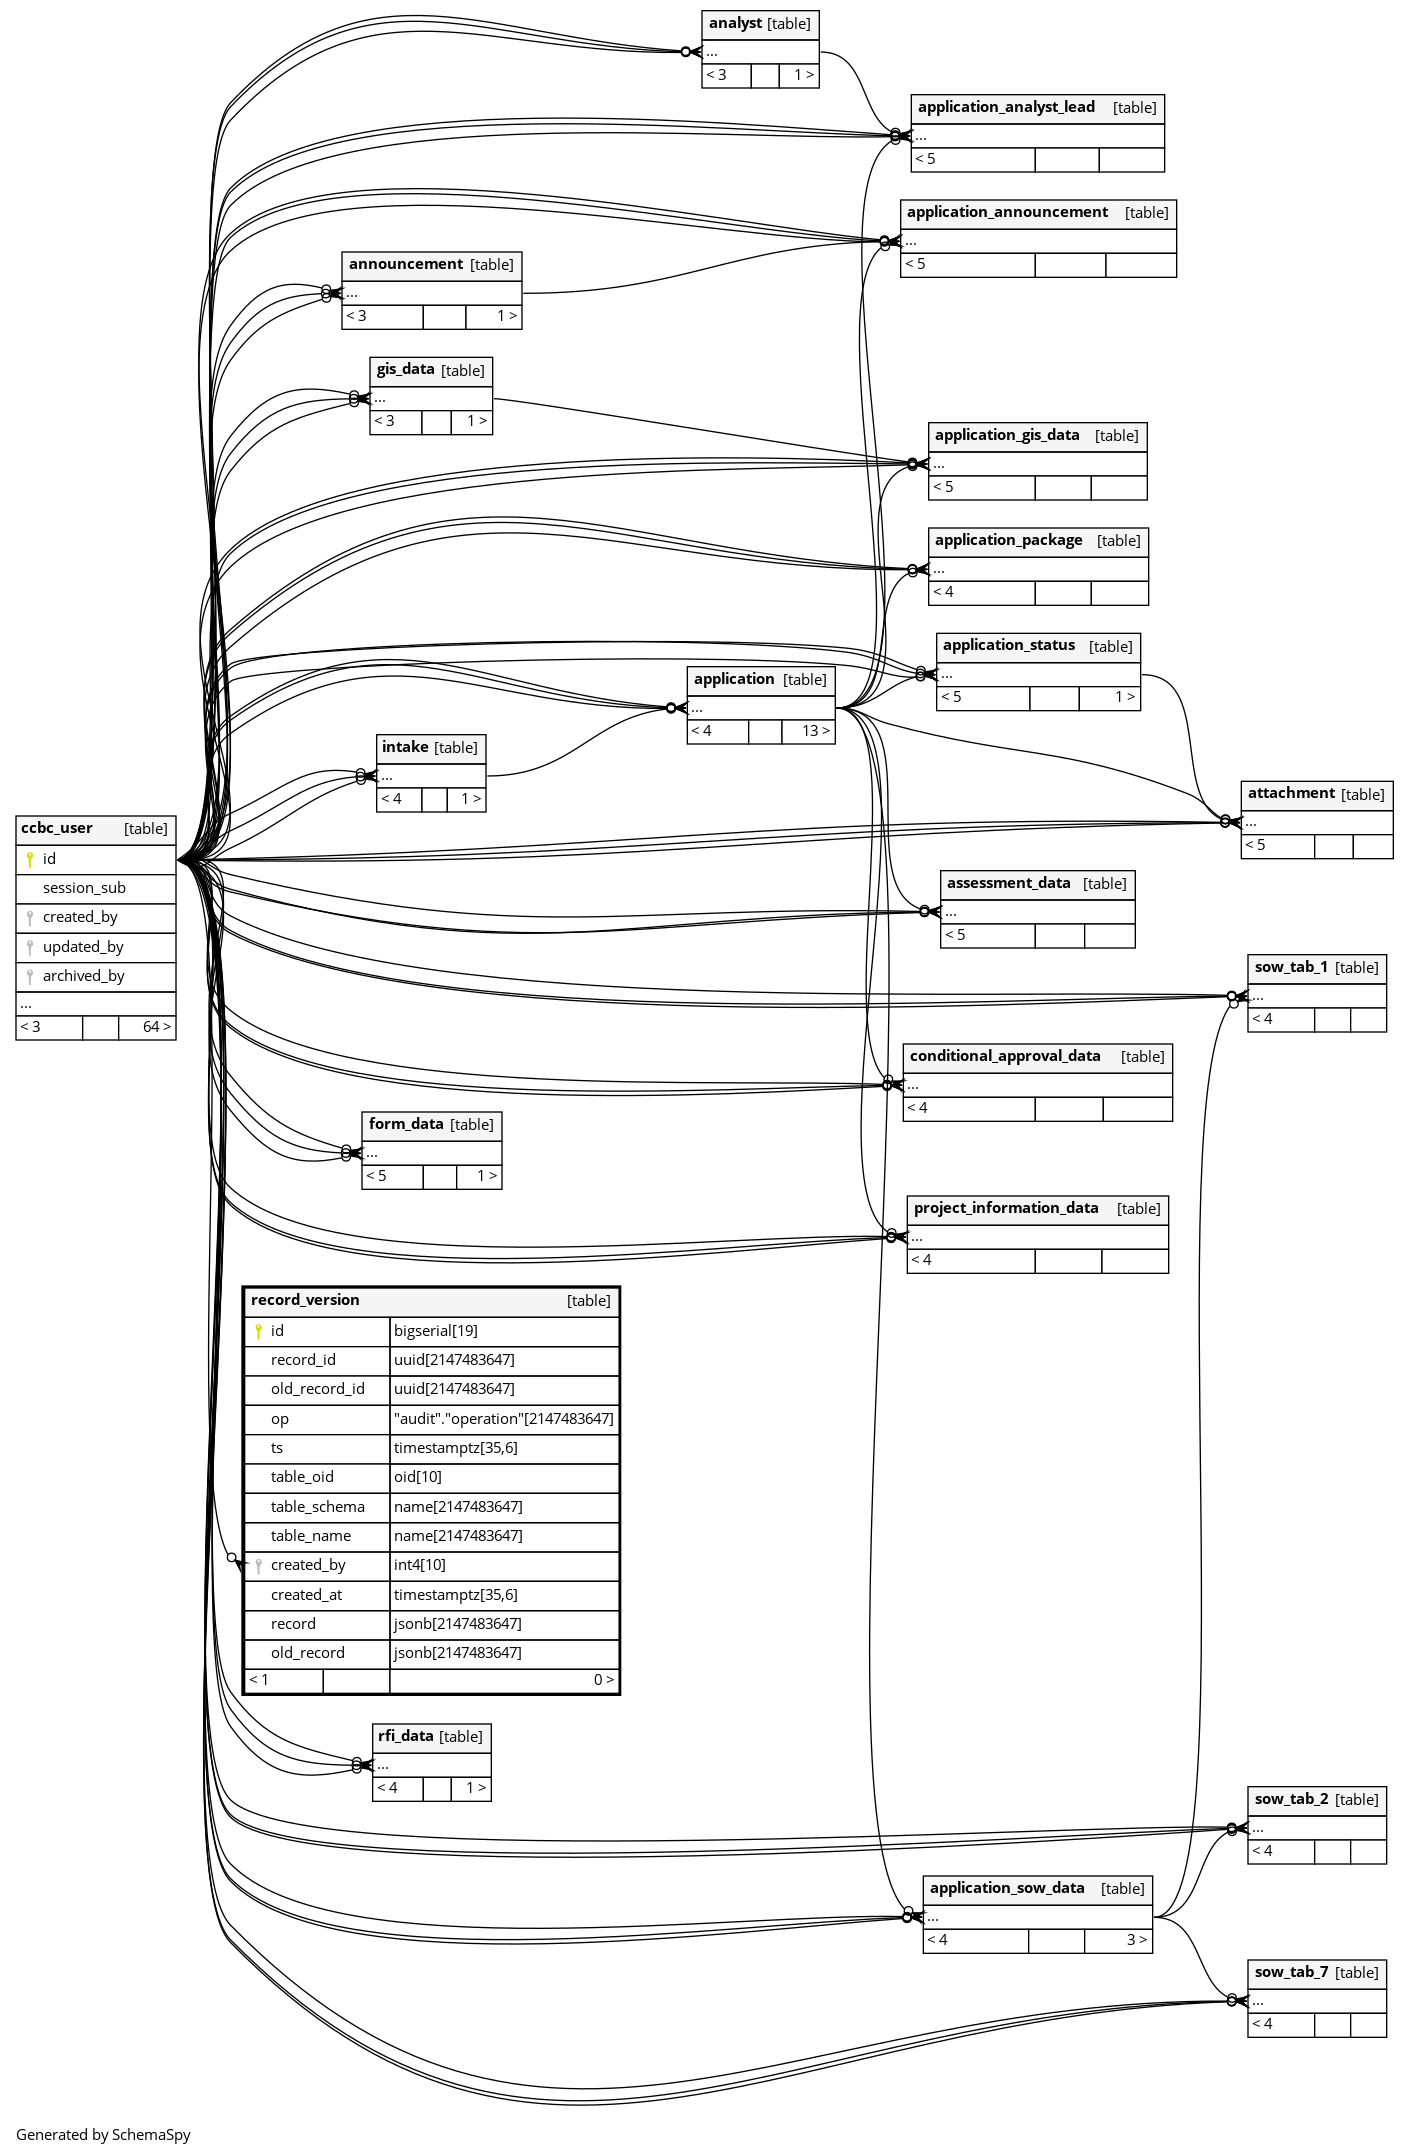 analyst [table]
...
< 3 1 >
application_analyst_lead [table]
...
< 5
application_announcement [table]
...
< 5
announcement [table]
...
< 3 1 >
gis_data [table]
...
< 3 1 >
application_gis_data [table]
...
< 5
application_package [table]
...
< 4
application_status [table]
...
< 5 1 >
application [table]
...
< 4 13 >
intake [table]
...
< 4 1 >
attachment [table]
...
< 5
ccbc_user [table]
id
session_sub
created_by
updated_by
archived_by
...
< 3 64 >
assessment_data [table]
...
< 5
sow_tab_1 [table]
...
< 4
conditional_approval_data [table]
...
< 4
form_data [table]
...
< 5 1 >
project_information_data [table]
...
< 4
record_version [table]
id bigserial[19]
record_id uuid[2147483647]
old_record_id uuid[2147483647]
op "audit"."operation"[2147483647]
ts timestamptz[35,6]
table_oid oid[10]
table_schema name[2147483647]
table_name name[2147483647]
created_by int4[10]
created_at timestamptz[35,6]
record jsonb[2147483647]
old_record jsonb[2147483647]
< 1 0 >
rfi_data [table]
...
< 4 1 >
sow_tab_2 [table]
...
< 4
application_sow_data [table]
...
< 4 3 >
sow_tab_7 [table]
...
< 4
Generated by SchemaSpy